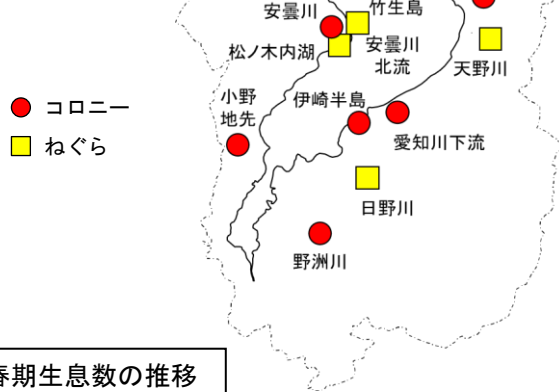 竹生島
安曇川
安曇川
北流
松ノ木内湖
天野川
小野
地先
伊崎半島
コロニー
愛知川下流
ねぐら
日野川
野洲川
春期生息数の推移